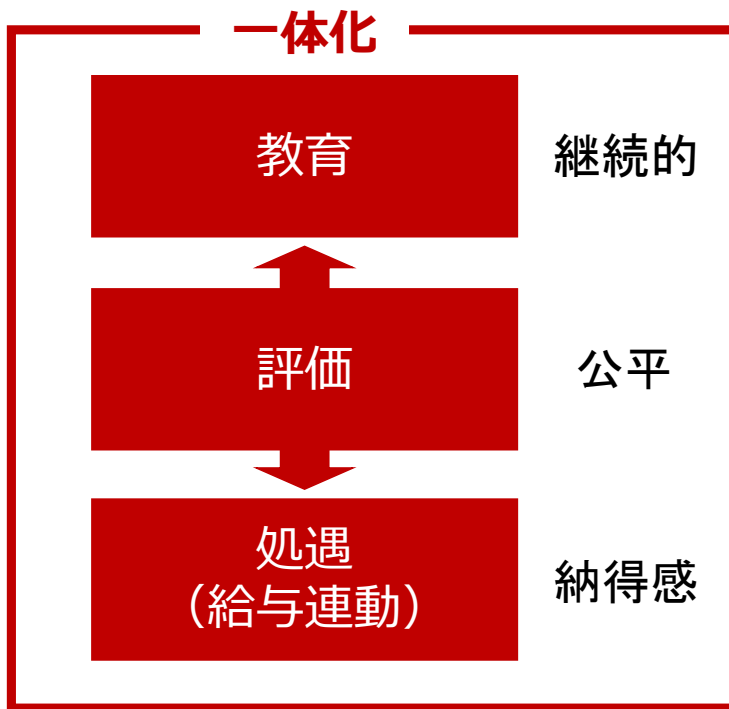 一体化
教育
継続的
評価
公平
処遇
（給与連動）
納得感